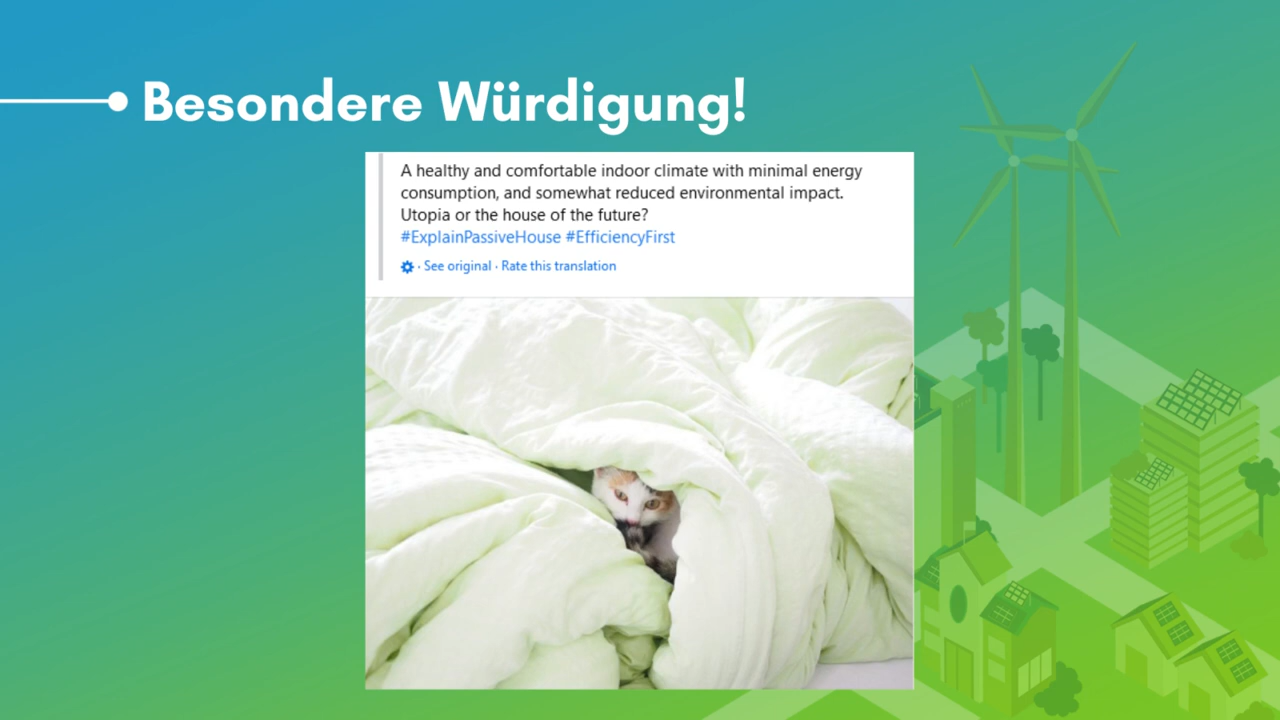 Besondere Würdigung!
A healthy and comfortable indoor climate with minimal energy
consumption, and somewhat reduced environmental impact.
Utopia or the house of the future?
#ExplainPassiveHouse #EfficiencyFirst
· See original · Rate this translation